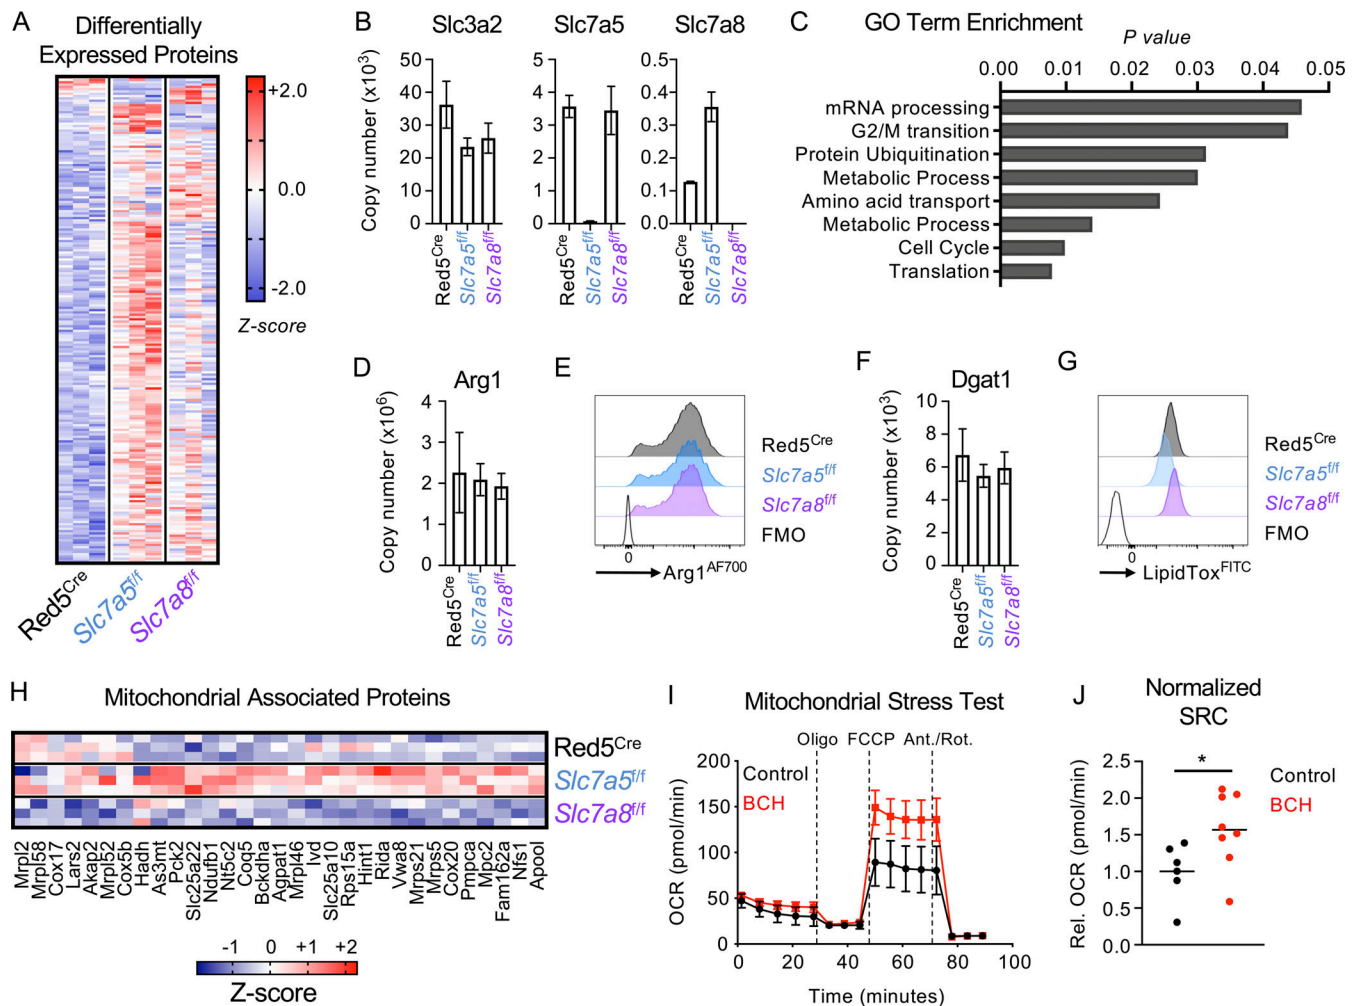 A
Differentially
Expressed Proteins
+2.0
0.0
-2.0
Z-score
Red5Cre
Slc7a5f/f
Slc7a8f/f
B
Slc3a2
Slc7a5
Slc7a8
Copy number (x10³)
50
40
30
20
10
0
5
4
3
2
1
0
0.5
0.4
0.3
0.2
0.1
0.0
Red5Cre
Slc7a5f/f
Slc7a8f/f
Red5Cre
Slc7a5f/f
Slc7a8f/f
Red5Cre
Slc7a5f/f
Slc7a8f/f
C
GO Term Enrichment
P value
0.00 0.01 0.02 0.03 0.04 0.05
mRNA processing
G2/M transition
Protein Ubiquitination
Metabolic Process
Amino acid transport
Metabolic Process
Cell Cycle
Translation
D
Arg1
Copy number (x10⁶)
4
3
2
1
0
Red5Cre
Slc7a5f/f
Slc7a8f/f
E
Red5Cre
Slc7a5f/f
Slc7a8f/f
FMO
0
Arg1AF700
F
Dgat1
Copy number (x10³)
10
8
6
4
2
0
Red5Cre
Slc7a5f/f
Slc7a8f/f
G
Red5Cre
Slc7a5f/f
Slc7a8f/f
FMO
0
LipidToxFITC
H
Mitochondrial Associated Proteins
Red5Cre
Slc7a5f/f
Slc7a8f/f
Mrpl2
Mrpl58
Cox17
Lars2
Akap2
Mrpl52
Cox5b
Hadh
As3mt
Pck2
Slc25a22
Ndufb1
Nt5c2
Coq5
Bckdha
Agpat1
Mrpl46
Ivd
Slc25a10
Rps15a
Hint1
Rida
Vwa8
Mrps21
Mrps5
Cox20
Pmpca
Mpc2
Fam162a
Nfs1
Apool
-1 0 +1 +2
Z-score
I
Mitochondrial Stress Test
Oligo FCCP Ant./Rot.
Control
BCH
OCR (pmol/min)
200
150
100
50
0
0 20 40 60 80 100
Time (minutes)
J
Normalized
SRC
*
Control
BCH
Rel. OCR (pmol/min)
2.5
2.0
1.5
1.0
0.5
0.0